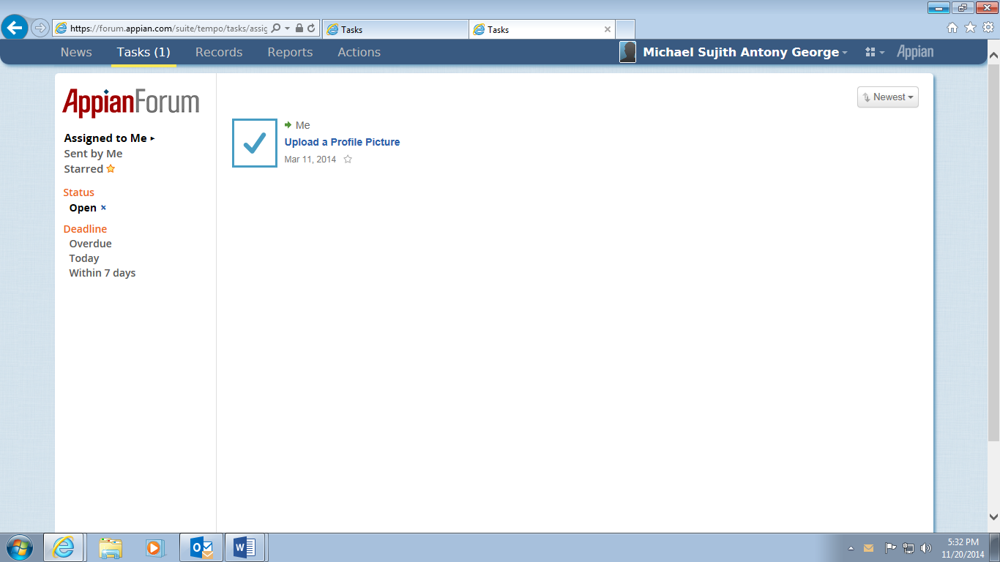 https://forum.appian.com/suite/tempo/tasks/assig
Tasks
Tasks
News
Tasks (1)
Records
Reports
Actions
Michael Sujith Antony George
Appian
AppianForum
Newest
Assigned to Me
Sent by Me
Starred
Status
Open
Deadline
Overdue
Today
Within 7 days
Me
Upload a Profile Picture
Mar 11, 2014
5:32 PM
11/20/2014